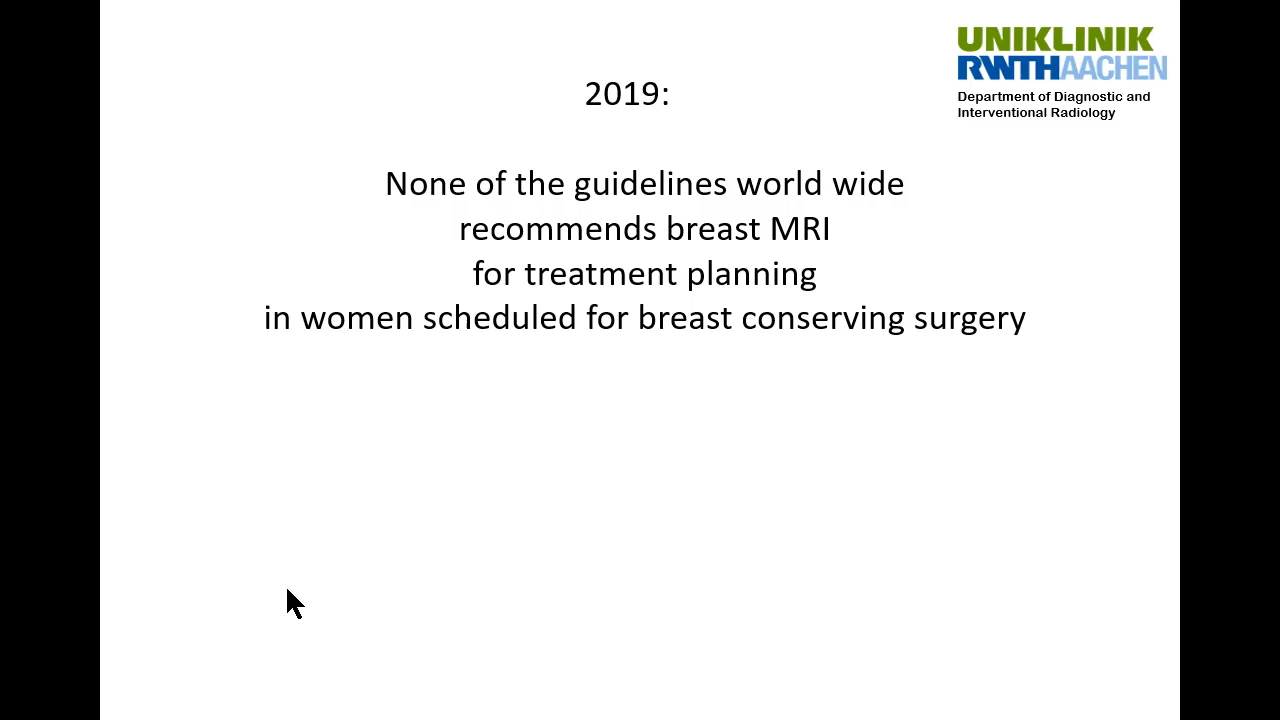 UNIKLINIK
RWTHAACHEN
Department of Diagnostic and
Interventional Radiology
2019:
None of the guidelines world wide
recommends breast MRI
for treatment planning
in women scheduled for breast conserving surgery